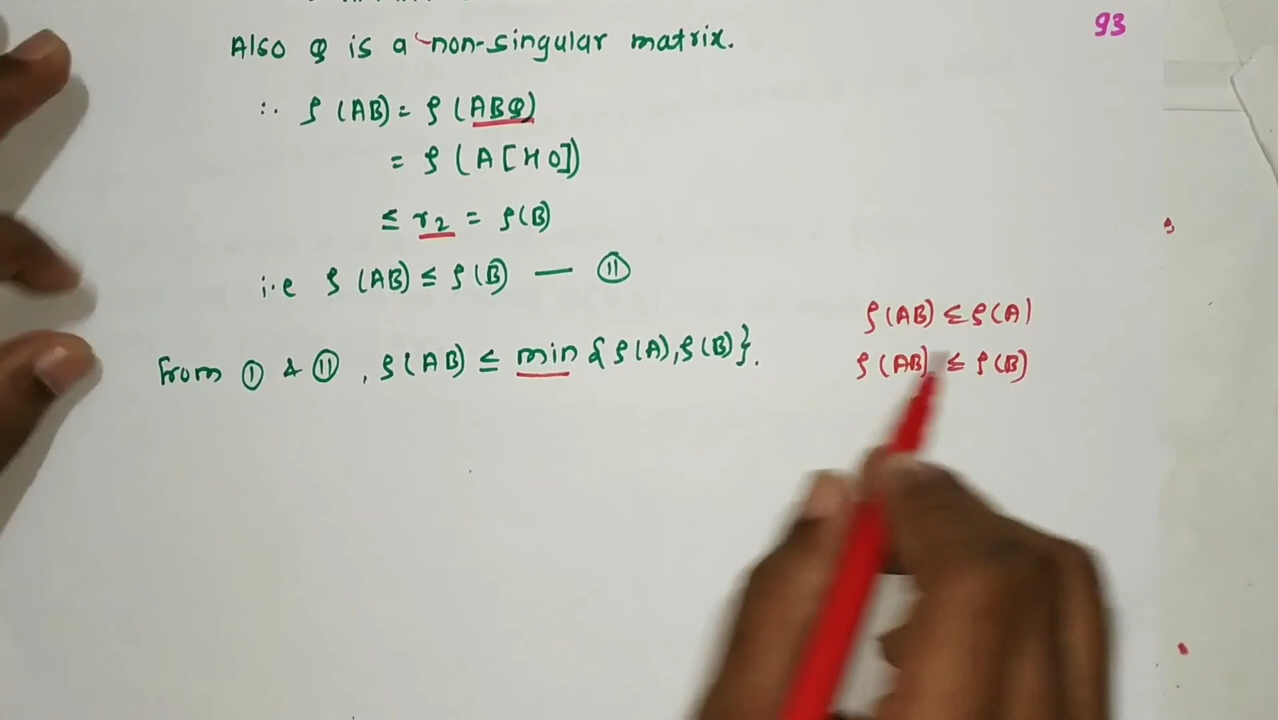 93
Also Q is a non-singular matrix.
∴ ρ (AB) = ρ (ABQ)
= ρ (A [H 0])
≤ r₂ = ρ(B)
i.e ρ (AB) ≤ ρ(B) — (II)
From (I) & (II), ρ(AB) ≤ min {ρ(A), ρ(B)}.
ρ(AB) ≤ ρ(A)
ρ(AB) ≤ ρ(B)